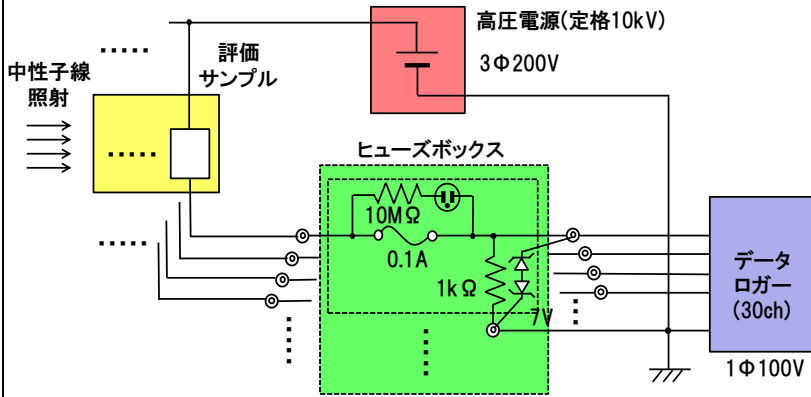 高圧電源(定格10kV)
3Φ200V
評価
サンプル
中性子線
照射
ヒューズボックス
10MΩ
0.1A
1kΩ
7V
データ
ロガー
(30ch)
1Φ100V